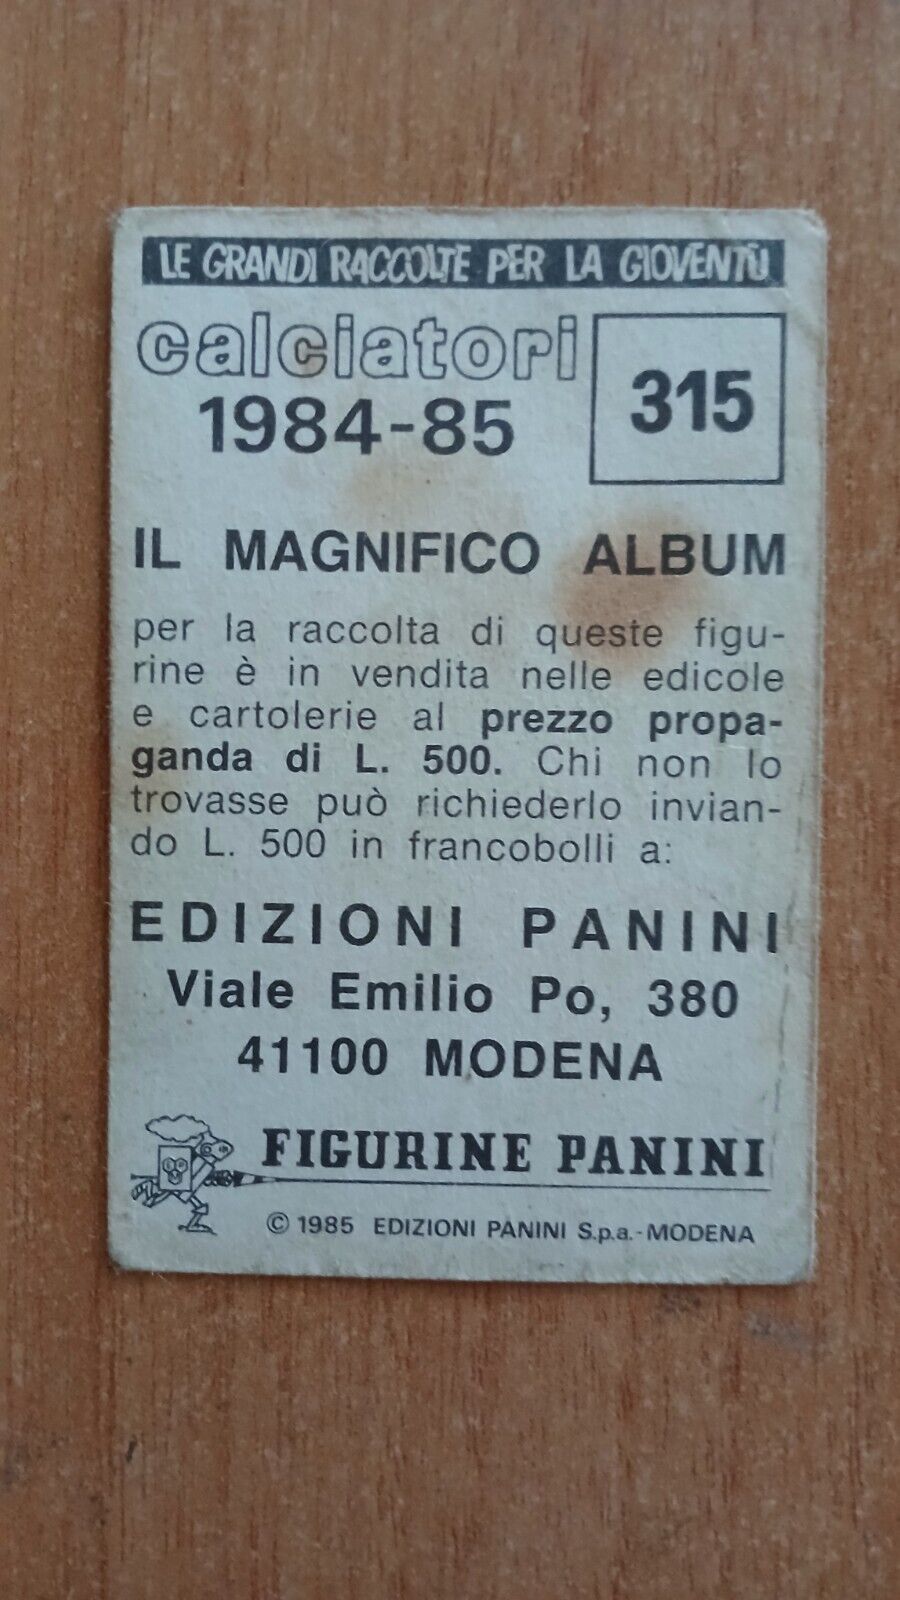 LE GRANDI RACCOLTE PER LA GIOVENTÙ
calciatori
1984-85
315
IL MAGNIFICO ALBUM
per la raccolta di queste figu-
rine è in vendita nelle edicole
e cartolerie al prezzo propa-
ganda di L. 500. Chi non lo
trovasse può richiederlo invian-
do L. 500 in francobolli a:
EDIZIONI PANINI
Viale Emilio Po, 380
41100 MODENA
FIGURINE PANINI
© 1985 EDIZIONI PANINI S.p.a.-MODENA